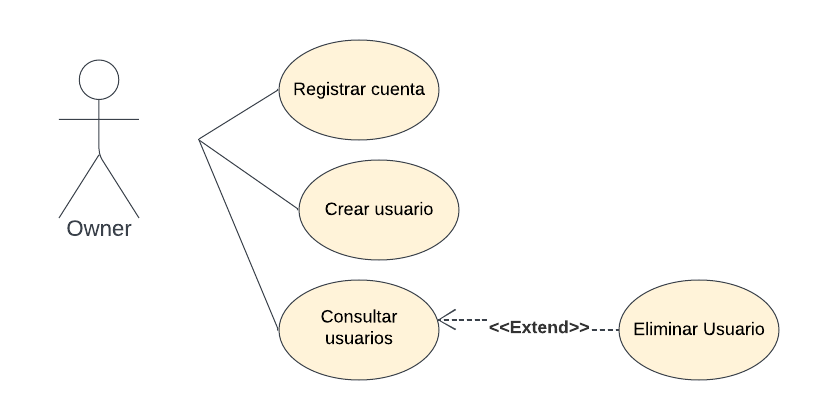 Registrar cuenta
Crear usuario
Owner
Consultar
usuarios
<<Extend>>
Eliminar Usuario